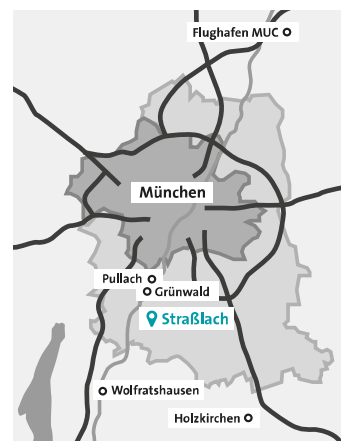 Flughafen MUC
München
Pullach
Grünwald
Straßlach
Wolfratshausen
Holzkirchen